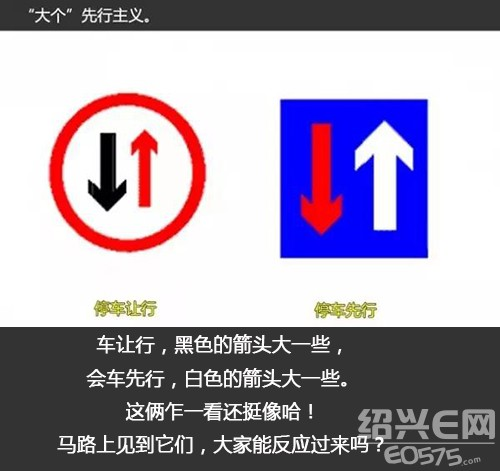 “大个”先行主义。
停车让行
停车先行
车让行，黑色的箭头大一些，
会车先行，白色的箭头大一些。
这俩乍一看还挺像哈！
马路上见到它们，大家能反应过来吗？
绍兴E网
E0575.com